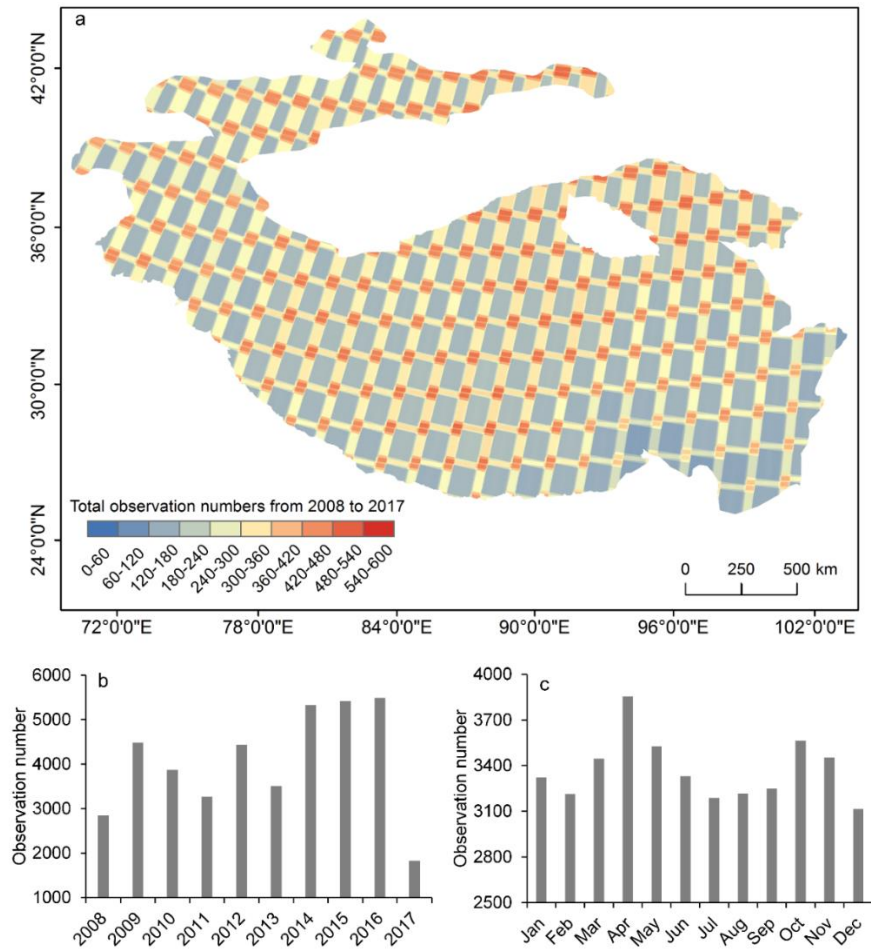 a
42°0'0"N
36°0'0"N
30°0'0"N
24°0'0"N
Total observation numbers from 2008 to 2017
0-60
60-120
120-180
180-240
240-300
300-360
360-420
420-480
480-540
540-600
0 250 500 km
72°0'0"E 78°0'0"E 84°0'0"E 90°0'0"E 96°0'0"E 102°0'0"E
b
Observation number
6000
5000
4000
3000
2000
1000
2008 2009 2010 2011 2012 2013 2014 2015 2016 2017
c
Observation number
4000
3700
3400
3100
2800
2500
Jan Feb Mar Apr May Jun Jul Aug Sep Oct Nov Dec